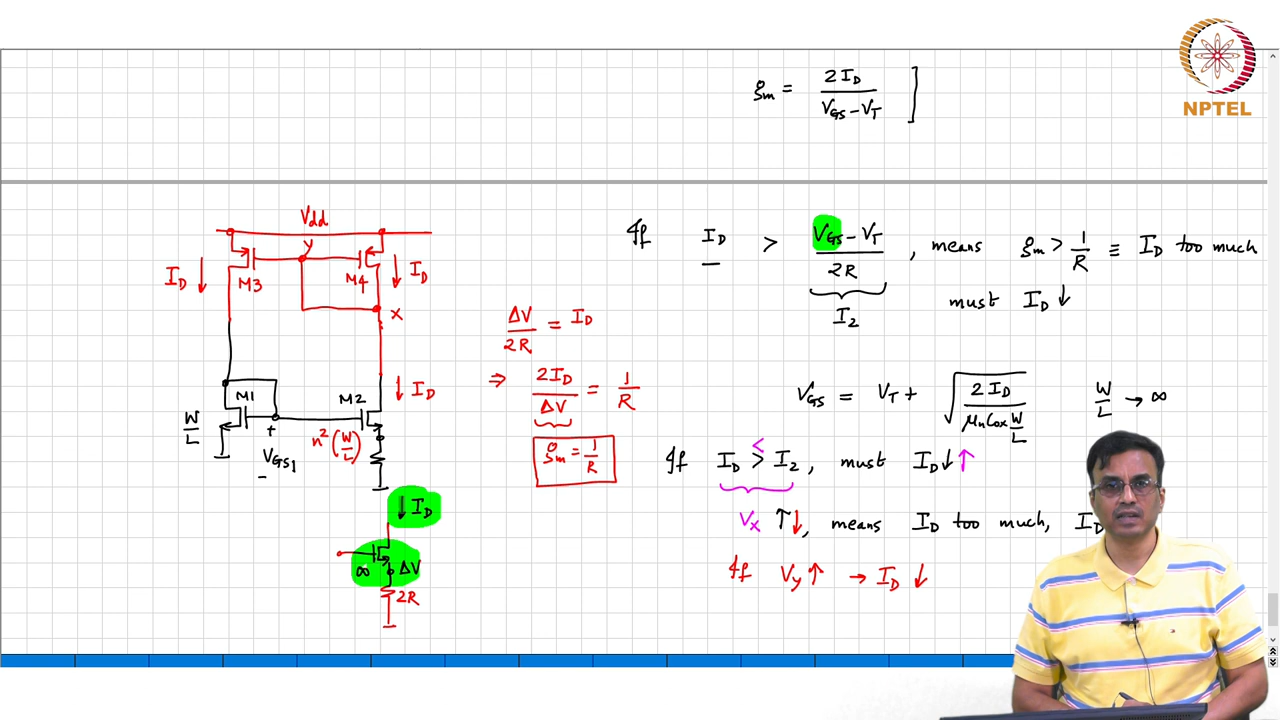 NPTEL
gm = 2ID / (VGS – VT) ]
Vdd
y
ID
M3
M4
ID
x
ID
M1
M2
W/L
n²(W/L)
+
VGS1
–
ID
∞
ΔV
2R
ΔV / 2R = ID
⇒ 2ID / ΔV = 1/R
gm = 1/R
If ID > (VGS – VT) / 2R , means gm > 1/R ≡ ID too much
I2
must ID ↓
VGS = VT + √(2ID / (μn Cox W/L))
W/L → ∞
If ID > I2 , must ID ↓ ↑
<
Vx ↑↓, means ID too much, ID
If Vy ↑ → ID ↓